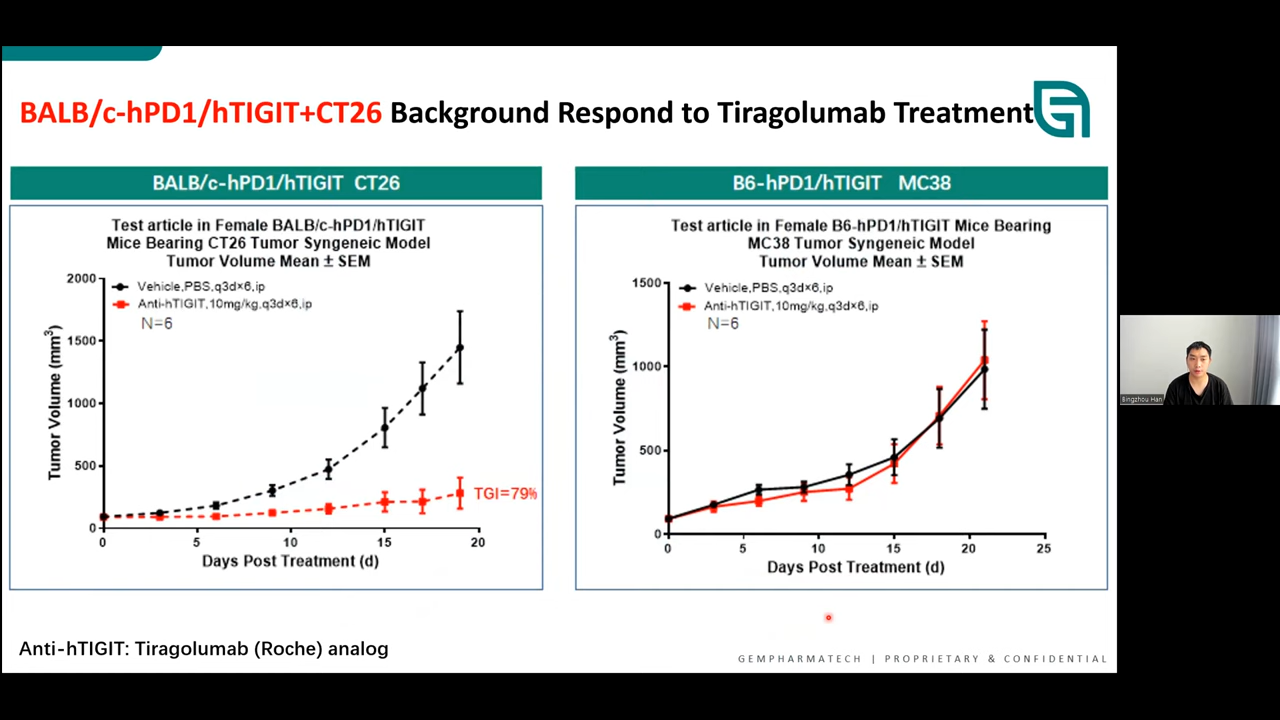 BALB/c-hPD1/hTIGIT+CT26 Background Respond to Tiragolumab Treatment
BALB/c-hPD1/hTIGIT CT26
Test article in Female BALB/c-hPD1/hTIGIT
Mice Bearing CT26 Tumor Syngeneic Model
Tumor Volume Mean ± SEM
Vehicle,PBS,q3d×6,ip
Anti-hTIGIT,10mg/kg,q3d×6,ip
N=6
Tumor Volume (mm³)
2000
1500
1000
500
0
TGI=79%
0 5 10 15 20
Days Post Treatment (d)
B6-hPD1/hTIGIT MC38
Test article in Female B6-hPD1/hTIGIT Mice Bearing
MC38 Tumor Syngeneic Model
Tumor Volume Mean ± SEM
Vehicle,PBS,q3d×6,ip
Anti-hTIGIT,10mg/kg,q3d×6,ip
N=6
Tumor Volume (mm³)
1500
1000
500
0
0 5 10 15 20 25
Days Post Treatment (d)
Anti-hTIGIT: Tiragolumab (Roche) analog
GEMPHARMATECH | PROPRIETARY & CONFIDENTIAL
Bingzhou Han